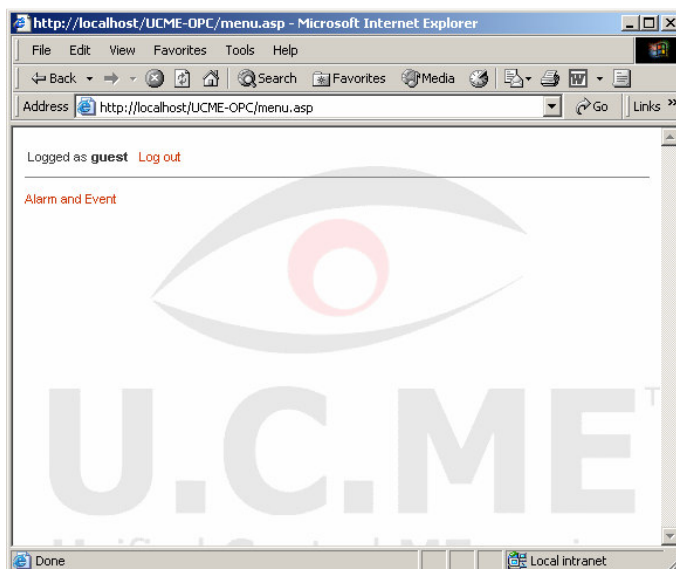 http://localhost/UCME-OPC/menu.asp - Microsoft Internet Explorer
File Edit View Favorites Tools Help
Back Search Favorites Media
Address http://localhost/UCME-OPC/menu.asp Go Links »
Logged as guest Log out
Alarm and Event
U.C.ME TM
Done Local intranet